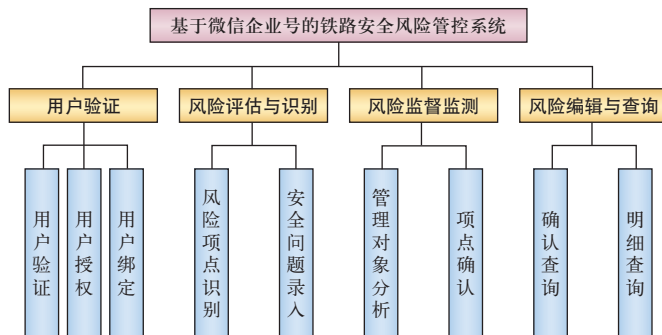 基于微信企业号的铁路安全风险管控系统
用户验证
风险评估与识别
风险监督监测
风险编辑与查询
用户验证
用户授权
用户绑定
风险项点识别
安全问题录入
管理对象分析
项点确认
确认查询
明细查询